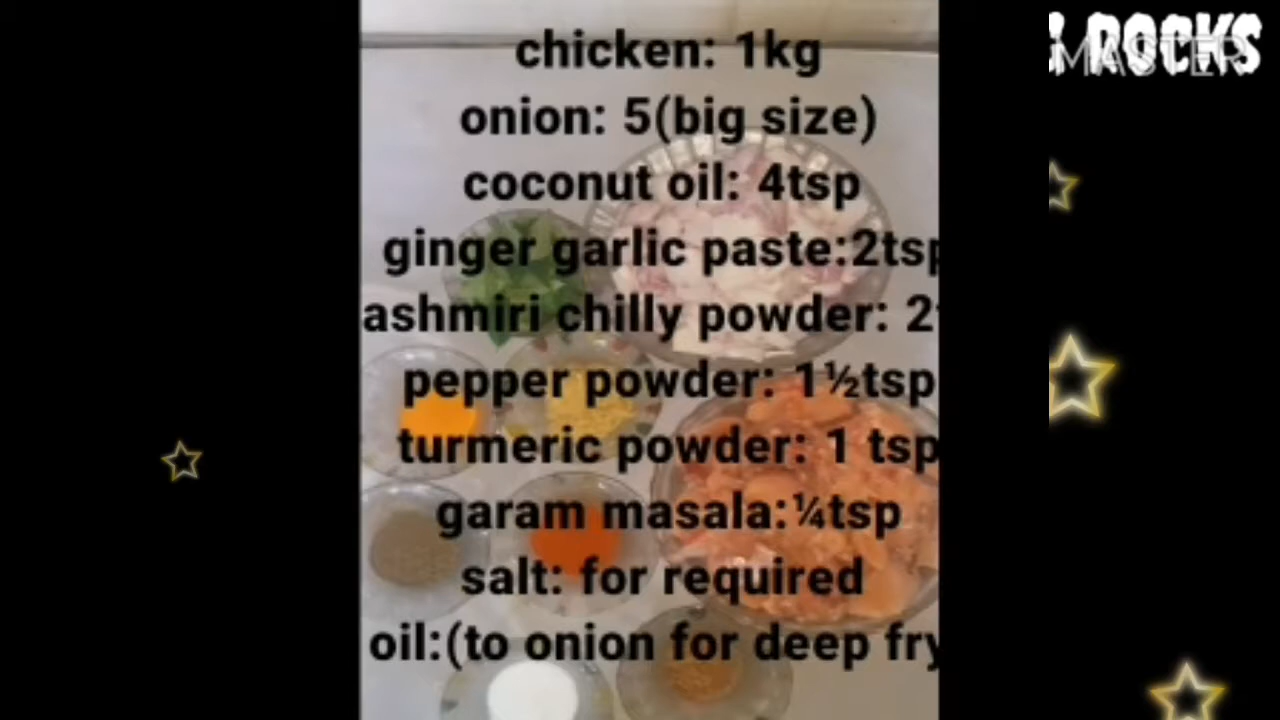 chicken: 1kg
onion: 5(big size)
coconut oil: 4tsp
ginger garlic paste:2tsp
ashmiri chilly powder: 2
pepper powder: 1½tsp
turmeric powder: 1 tsp
garam masala:¼tsp
salt: for required
oil:(to onion for deep fry
ROCKS
MASTER